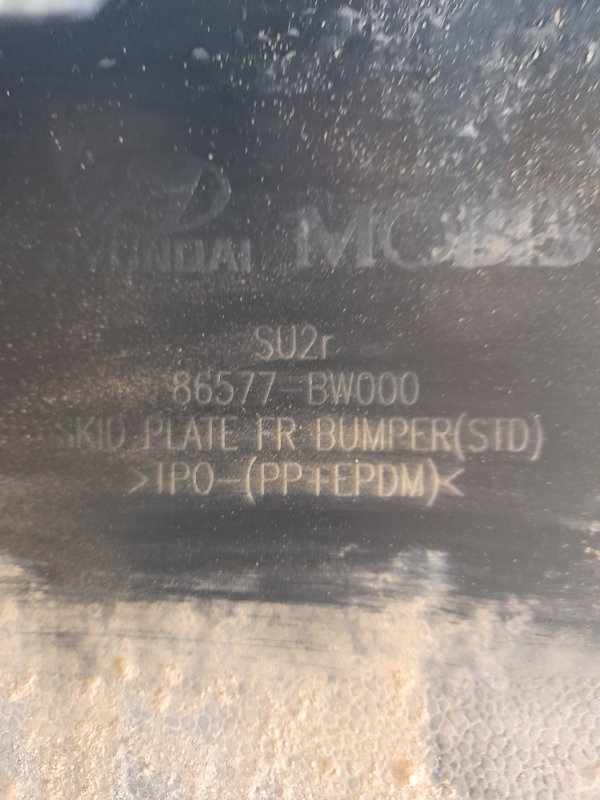 HYUNDAI MOBIS
SU2r
86577-BW000
SKID PLATE FR BUMPER(STD)
>TPO-(PP+EPDM)<